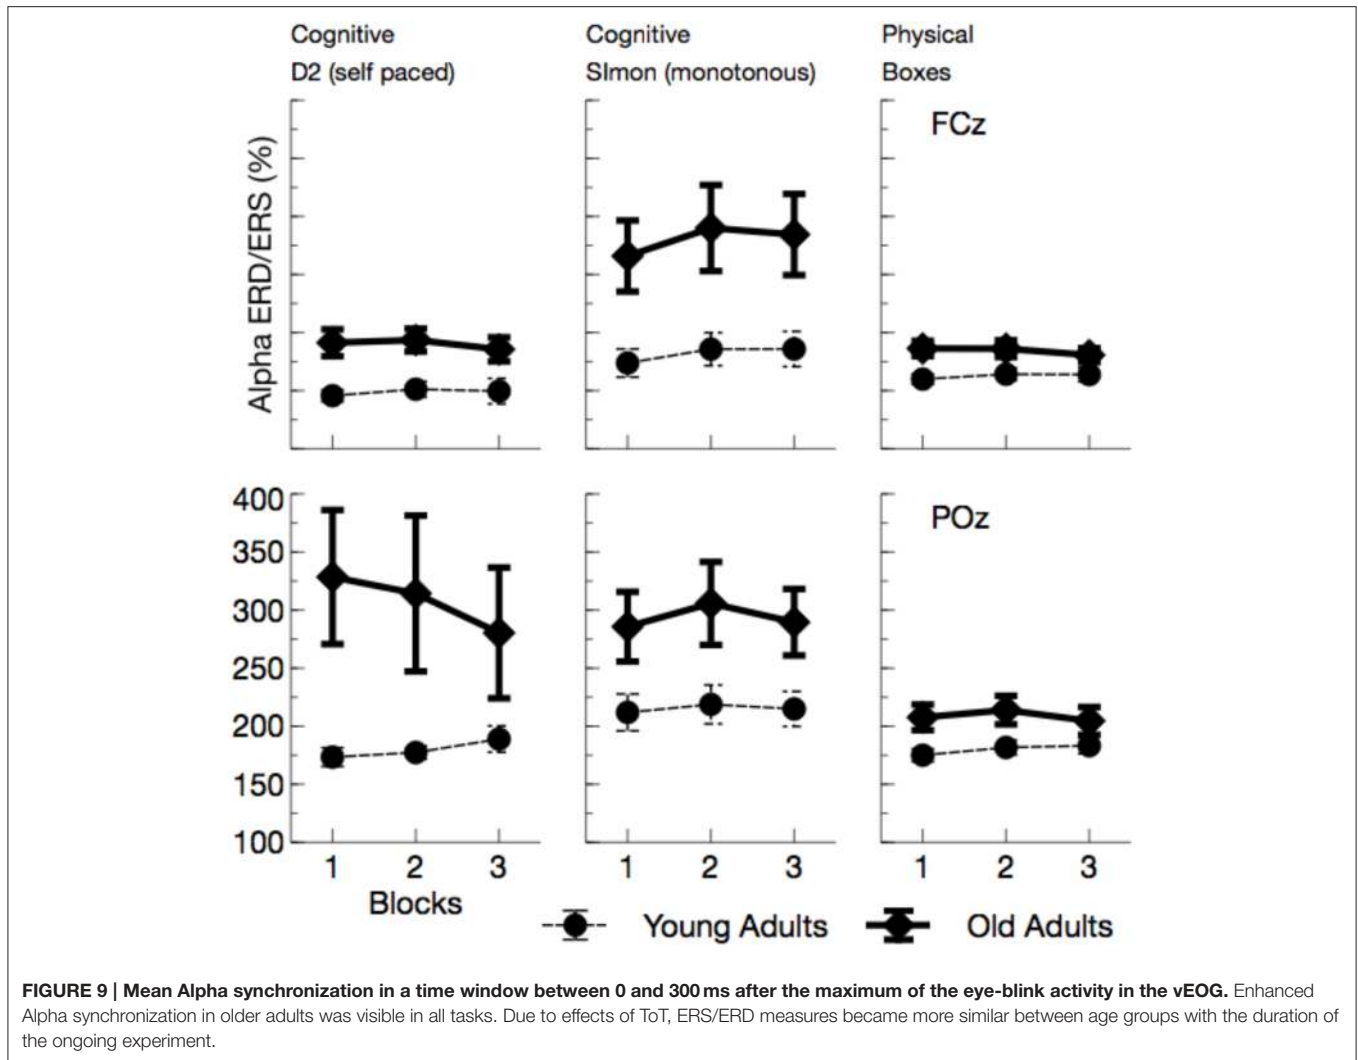 Cognitive
D2 (self paced)
Cognitive
SImon (monotonous)
Physical
Boxes
FCz
Alpha ERD/ERS (%)
POz
400
350
300
250
200
150
100
1 2 3
1 2 3
1 2 3
Blocks
Young Adults
Old Adults
FIGURE 9 | Mean Alpha synchronization in a time window between 0 and 300 ms after the maximum of the eye-blink activity in the vEOG. Enhanced
Alpha synchronization in older adults was visible in all tasks. Due to effects of ToT, ERS/ERD measures became more similar between age groups with the duration of
the ongoing experiment.